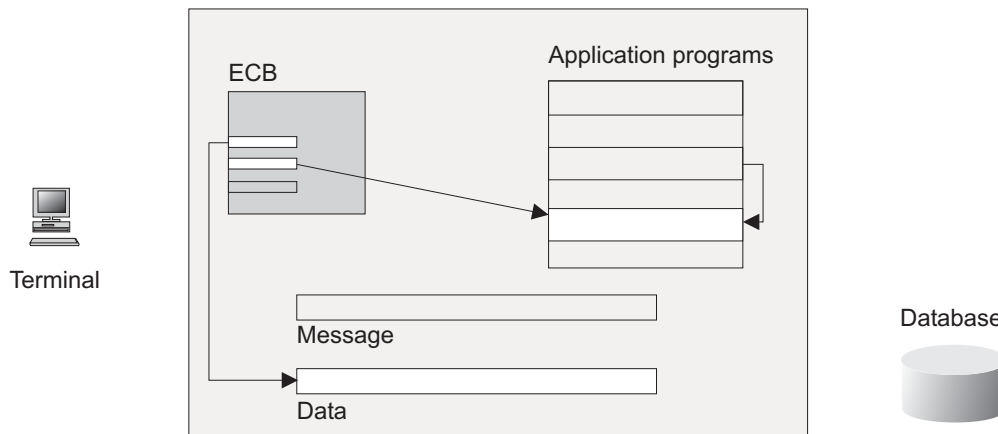 ECB
Application programs
Terminal
Message
Database
Data